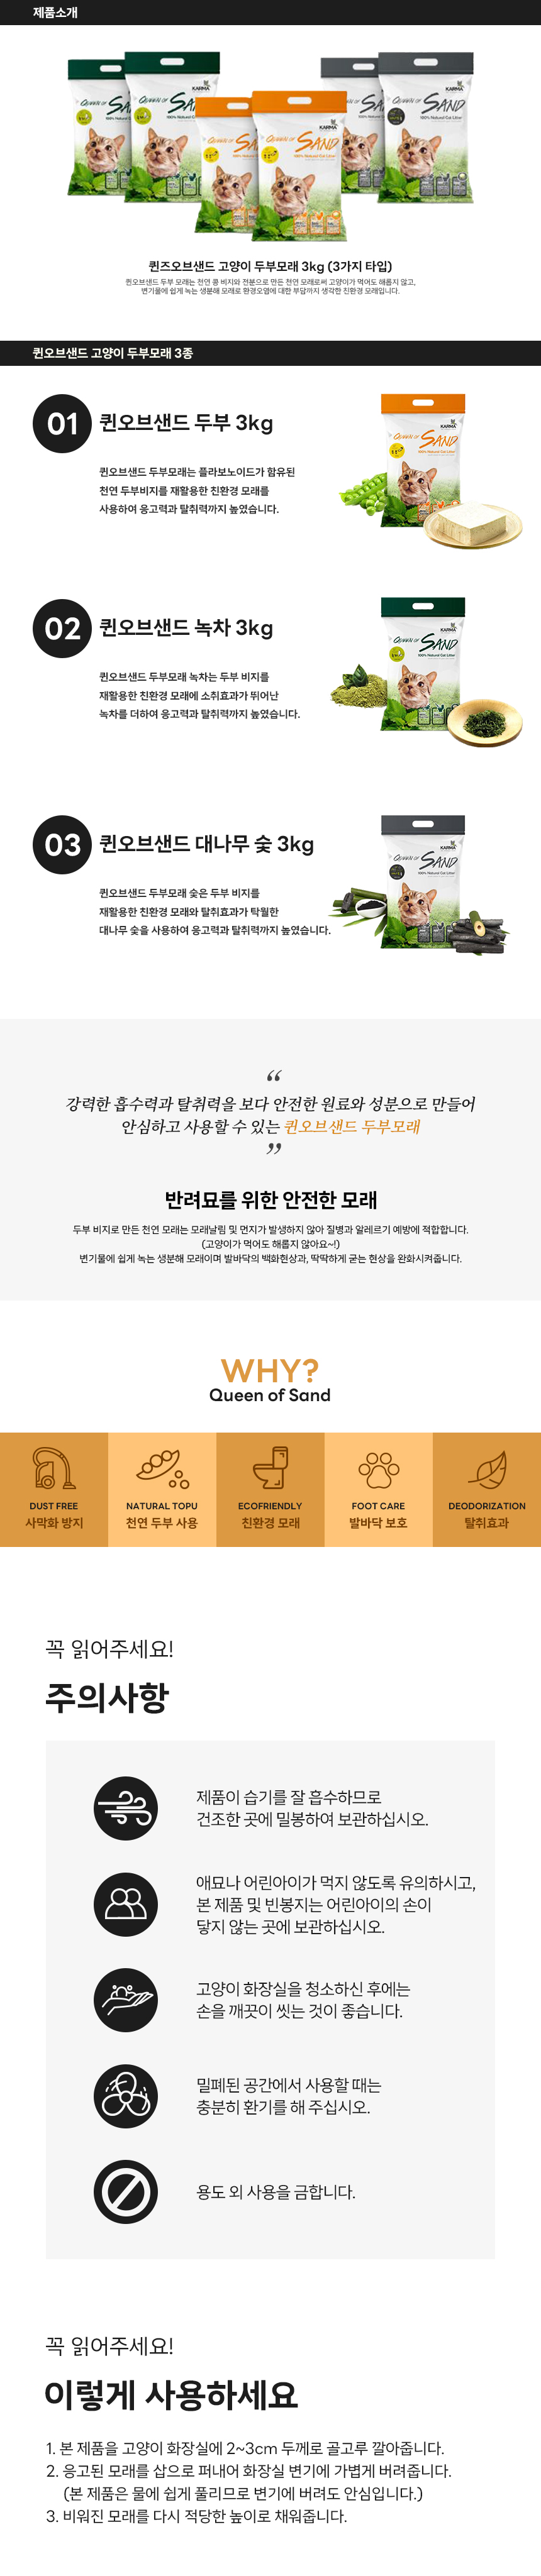 제품소개
KARMA
QUEEN OF SAND
100% Natural Cat Litter
퀸즈오브샌드 고양이 두부모래 3kg (3가지 타입)
퀸오브샌드 두부 모래는 천연 콩 비지와 전분으로 만든 천연 모래로써 고양이가 먹어도 해롭지 않고,
변기물에 쉽게 녹는 생분해 모래로 환경오염에 대한 부담까지 생각한 친환경 모래입니다.
퀸오브샌드 고양이 두부모래 3종
01 퀸오브샌드 두부 3kg
퀸오브샌드 두부모래는 플라보노이드가 함유된
천연 두부비지를 재활용한 친환경 모래를
사용하여 응고력과 탈취력까지 높였습니다.
KARMA
QUEEN OF SAND
100% Natural Cat Litter
02 퀸오브샌드 녹차 3kg
퀸오브샌드 두부모래 녹차는 두부 비지를
재활용한 친환경 모래에 소취효과가 뛰어난
녹차를 더하여 응고력과 탈취력까지 높였습니다.
KARMA
QUEEN OF SAND
100% Natural Cat Litter
03 퀸오브샌드 대나무 숯 3kg
퀸오브샌드 두부모래 숯은 두부 비지를
재활용한 친환경 모래와 탈취효과가 탁월한
대나무 숯을 사용하여 응고력과 탈취력까지 높였습니다.
KARMA
QUEEN OF SAND
100% Natural Cat Litter
“
강력한 흡수력과 탈취력을 보다 안전한 원료와 성분으로 만들어
안심하고 사용할 수 있는 퀸오브샌드 두부모래
”
반려묘를 위한 안전한 모래
두부 비지로 만든 천연 모래는 모래날림 및 먼지가 발생하지 않아 질병과 알레르기 예방에 적합합니다.
(고양이가 먹어도 해롭지 않아요~!)
변기물에 쉽게 녹는 생분해 모래이며 발바닥의 백화현상과, 딱딱하게 굳는 현상을 완화시켜줍니다.
WHY?
Queen of Sand
DUST FREE
사막화 방지
NATURAL TOPU
천연 두부 사용
ECOFRIENDLY
친환경 모래
FOOT CARE
발바닥 보호
DEODORIZATION
탈취효과
꼭 읽어주세요!
주의사항
제품이 습기를 잘 흡수하므로
건조한 곳에 밀봉하여 보관하십시오.
애묘나 어린아이가 먹지 않도록 유의하시고,
본 제품 및 빈봉지는 어린아이의 손이
닿지 않는 곳에 보관하십시오.
고양이 화장실을 청소하신 후에는
손을 깨끗이 씻는 것이 좋습니다.
밀폐된 공간에서 사용할 때는
충분히 환기를 해 주십시오.
용도 외 사용을 금합니다.
꼭 읽어주세요!
이렇게 사용하세요
1. 본 제품을 고양이 화장실에 2~3cm 두께로 골고루 깔아줍니다.
2. 응고된 모래를 삽으로 퍼내어 화장실 변기에 가볍게 버려줍니다.
(본 제품은 물에 쉽게 풀리므로 변기에 버려도 안심입니다.)
3. 비워진 모래를 다시 적당한 높이로 채워줍니다.